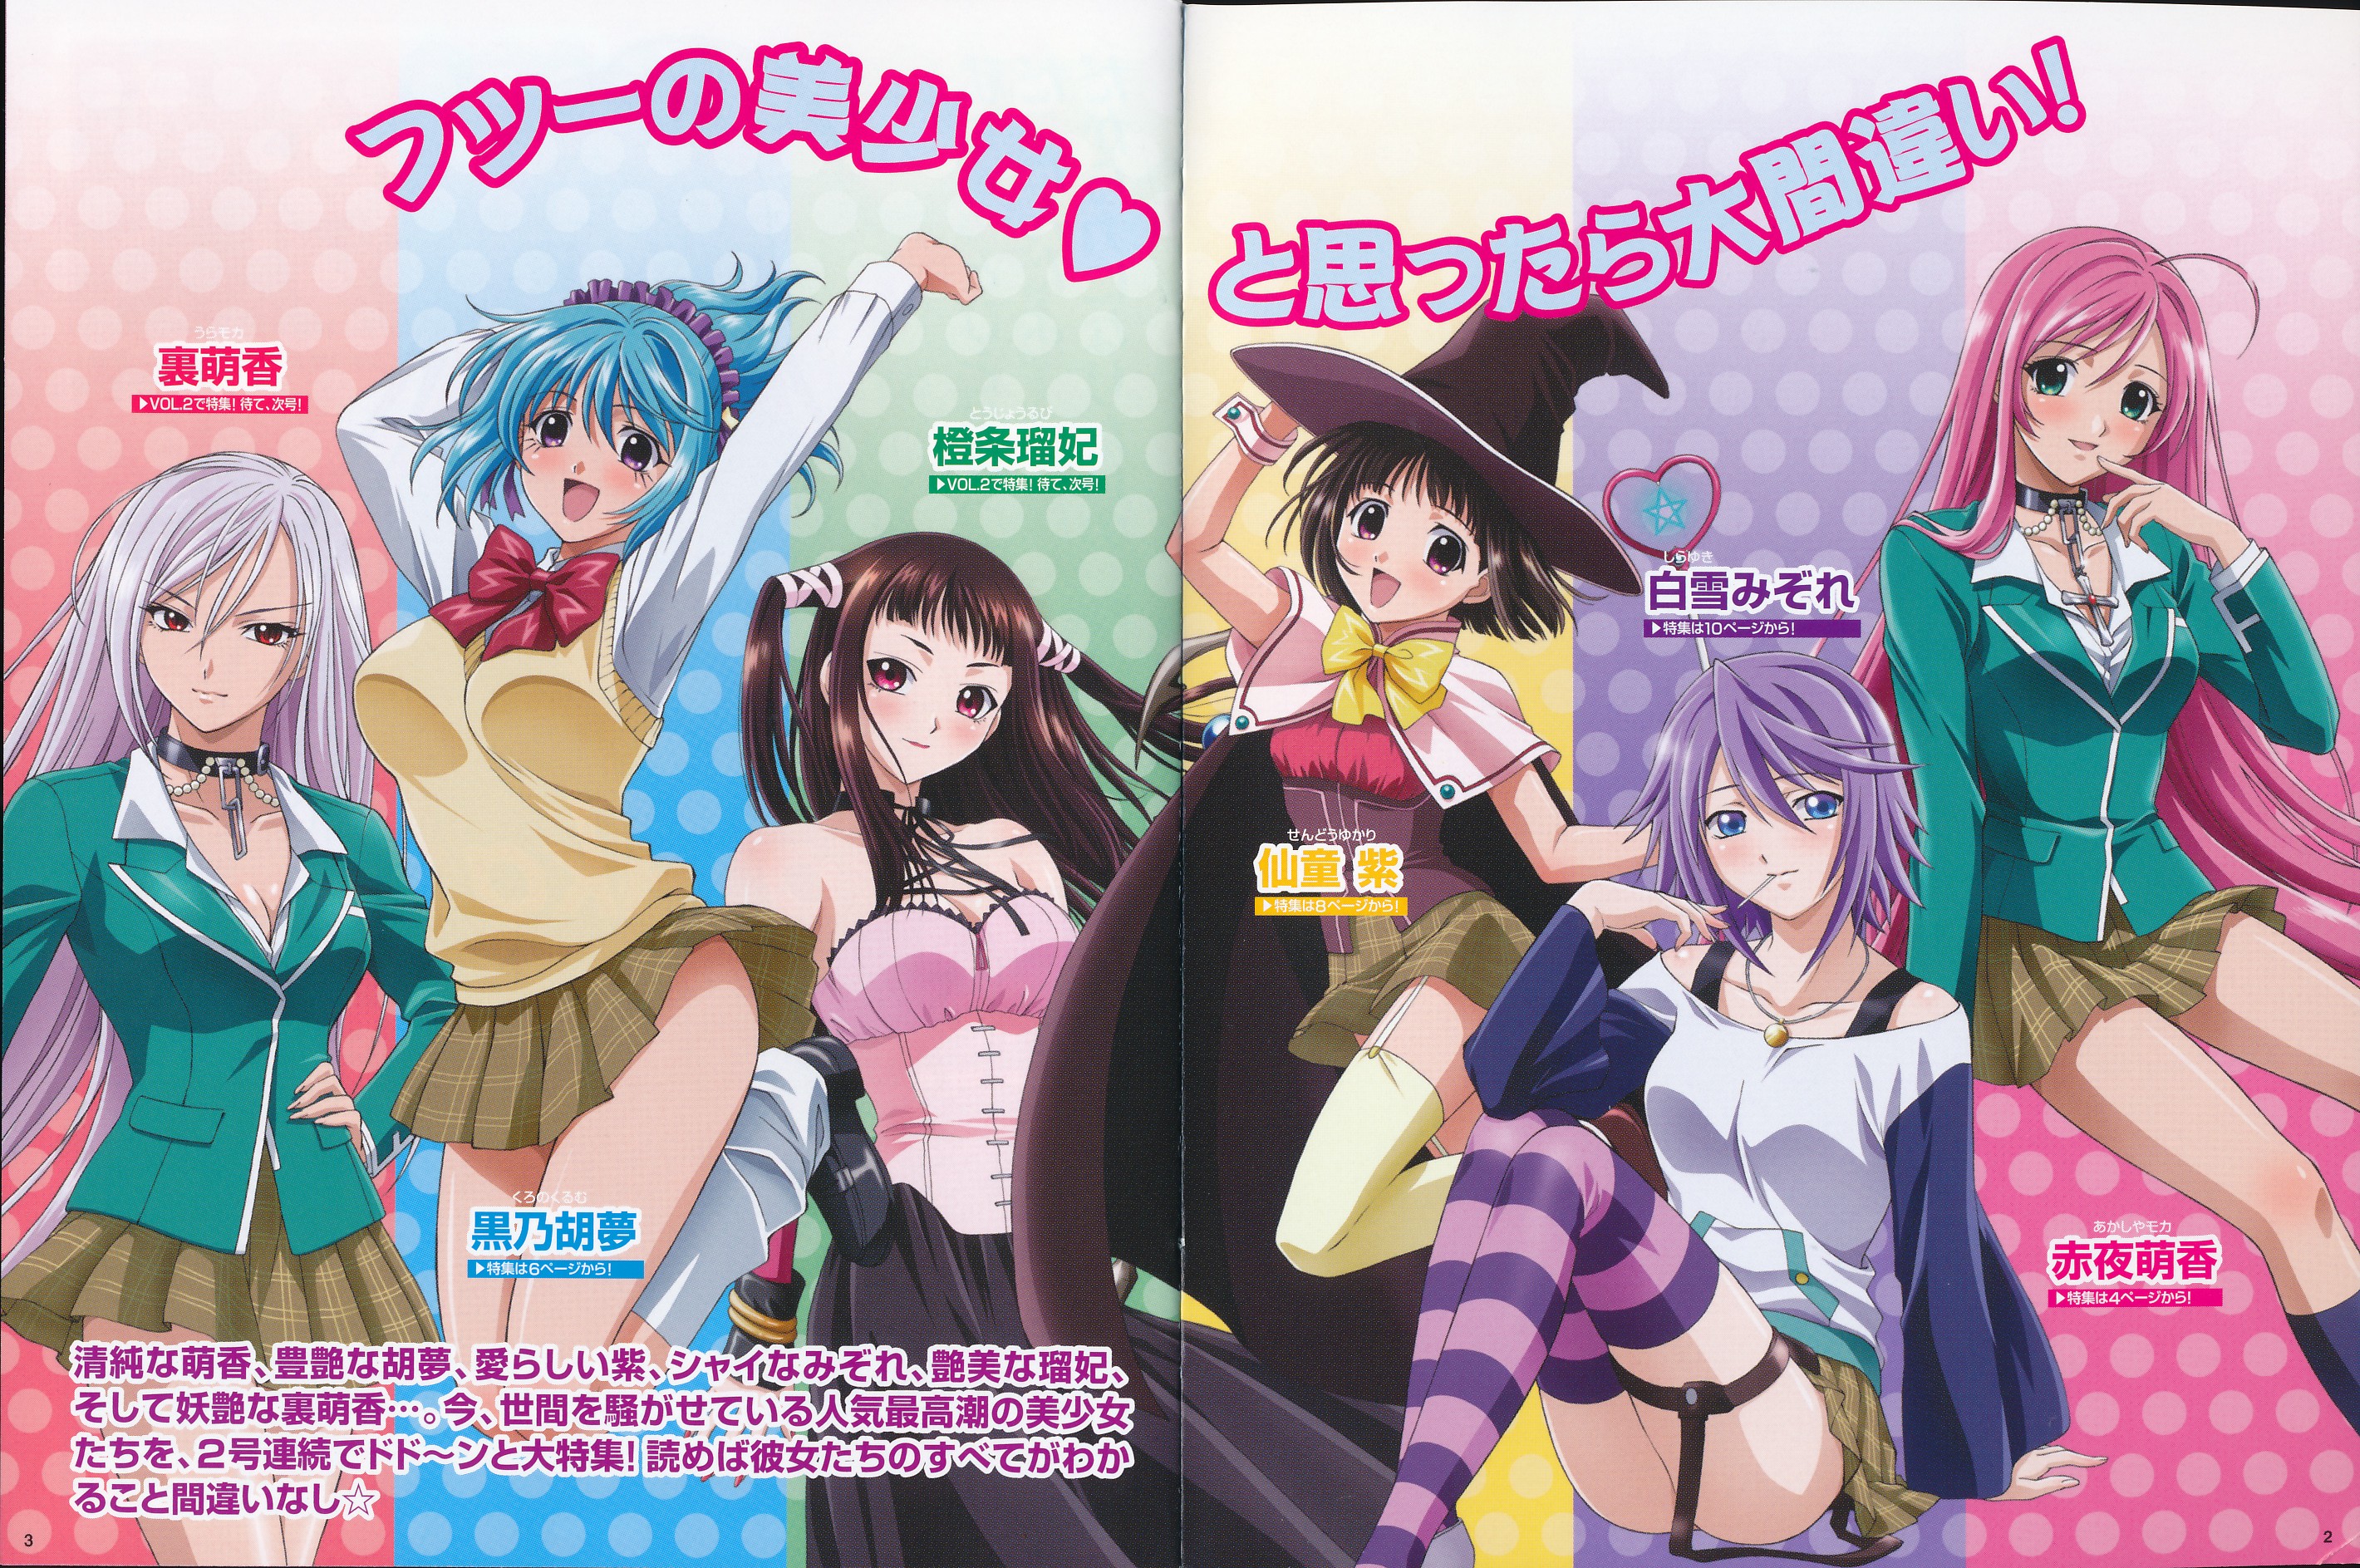 フツーの美少女♥
と思ったら大間違い!
うらモカ
裏萌香
▶VOL.2で特集! 待て、次号!
とうじょうるび
橙条瑠妃
▶VOL.2で特集! 待て、次号!
しらゆき
白雪みぞれ
▶特集は10ページから!
せんどうゆかり
仙童 紫
▶特集は8ページから!
くろのくるむ
黒乃胡夢
▶特集は6ページから!
あかしやモカ
赤夜萌香
▶特集は4ページから!
清純な萌香、豊艶な胡夢、愛らしい紫、シャイなみぞれ、艶美な瑠妃、
そして妖艶な裏萌香…。今、世間を騒がせている人気最高潮の美少女
たちを、2号連続でドド〜ンと大特集! 読めば彼女たちのすべてがわか
ること間違いなし☆
3
2